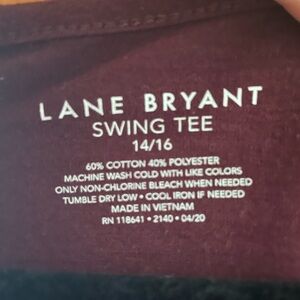 LANE BRYANT
SWING TEE
14/16
60% COTTON 40% POLYESTER
MACHINE WASH COLD WITH LIKE COLORS
ONLY NON-CHLORINE BLEACH WHEN NEEDED
TUMBLE DRY LOW • COOL IRON IF NEEDED
MADE IN VIETNAM
RN 118641 • 2140 • 04/20